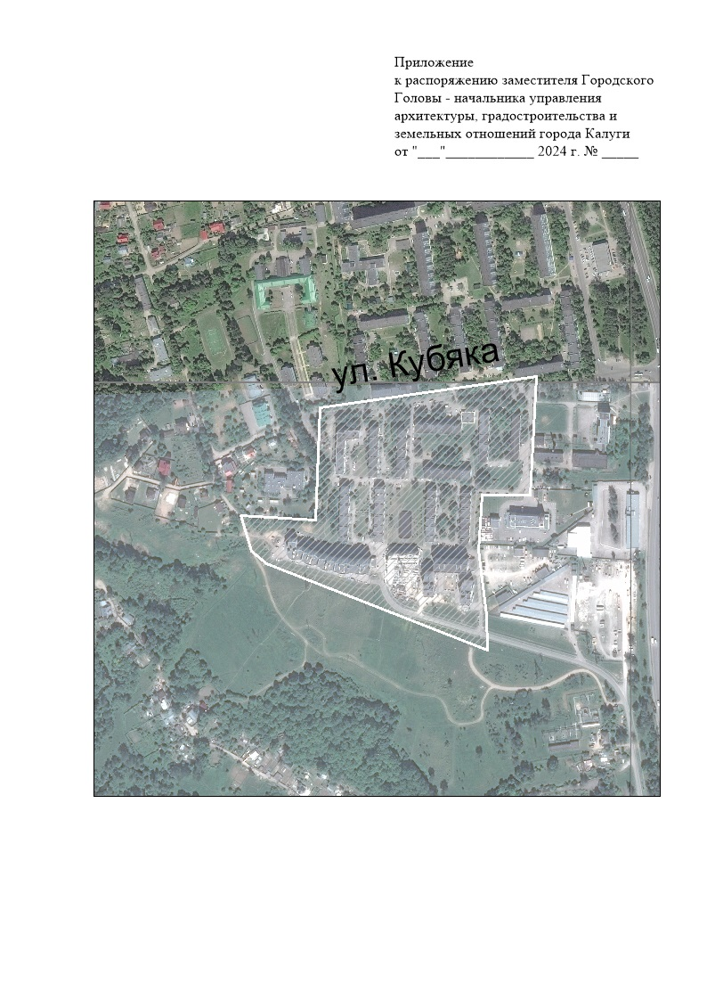 Приложение
к распоряжению заместителя Городского
Головы - начальника управления
архитектуры, градостроительства и
земельных отношений города Калуги
от "___"____________ 2024 г. № _____
ул. Кубяка